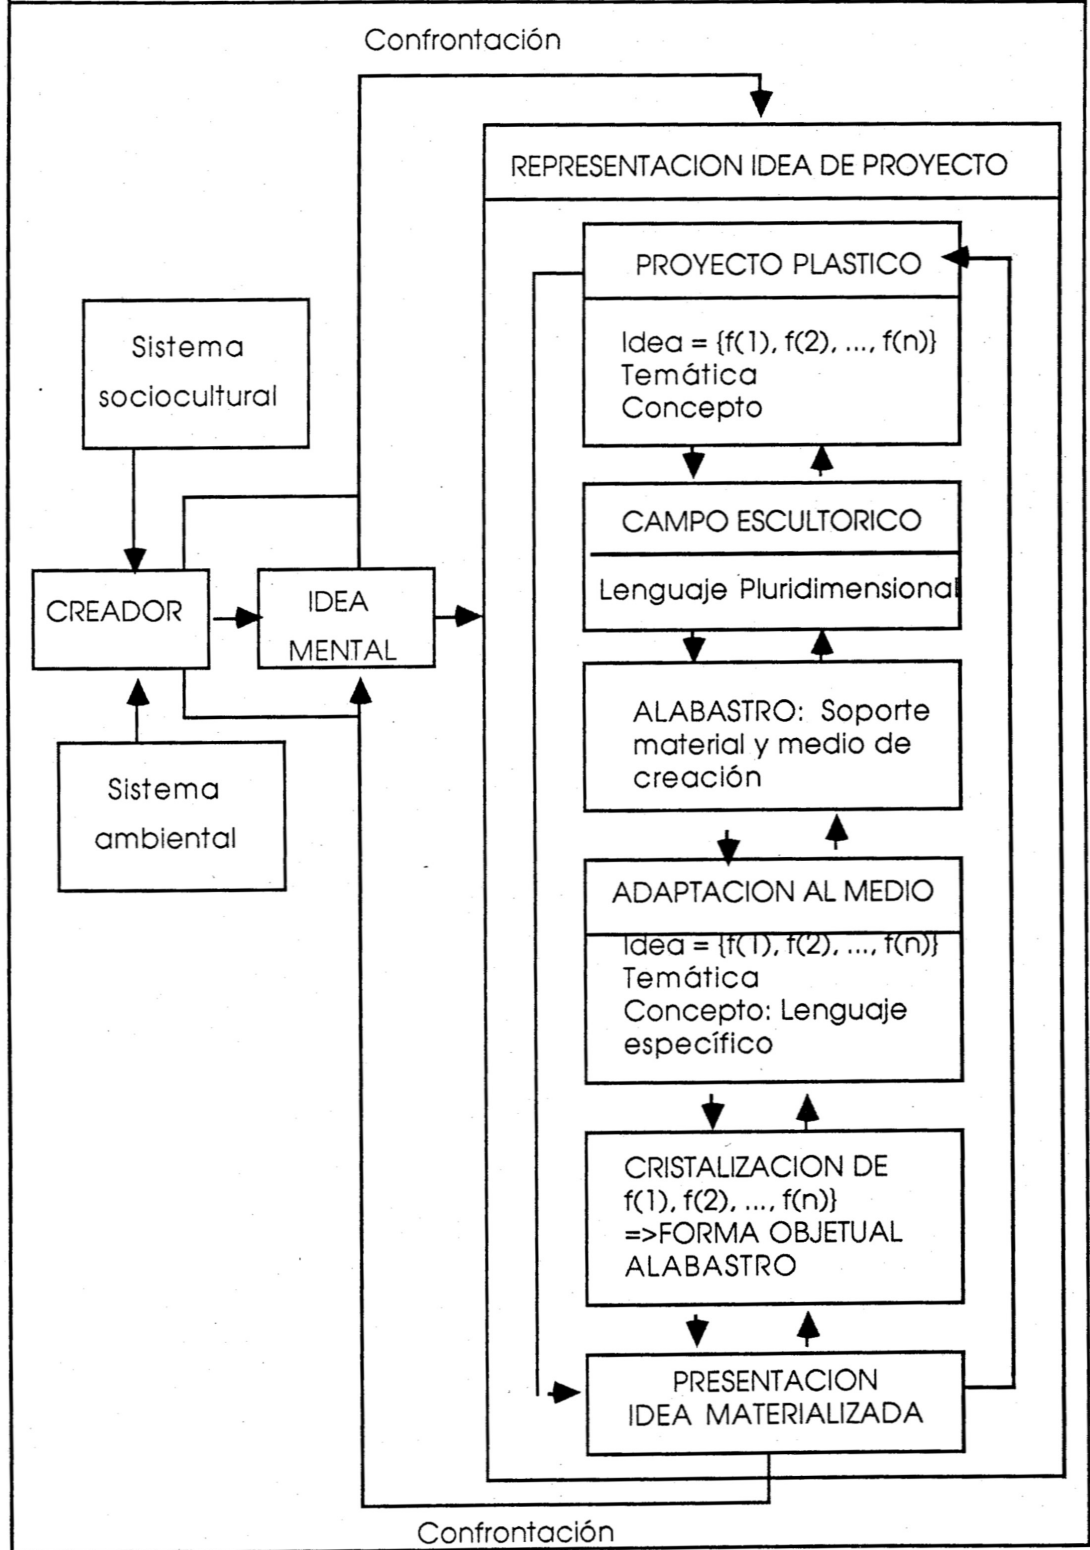 Confrontación
REPRESENTACION IDEA DE PROYECTO
PROYECTO PLASTICO
Idea = {f(1), f(2), ..., f(n)}
Temática
Concepto
Sistema
sociocultural
CAMPO ESCULTORICO
Lenguaje Pluridimensional
CREADOR
IDEA
MENTAL
ALABASTRO: Soporte
material y medio de
creación
Sistema
ambiental
ADAPTACION AL MEDIO
Idea = {f(1), f(2), ..., f(n)}
Temática
Concepto: Lenguaje
específico
CRISTALIZACION DE
f(1), f(2), ..., f(n)}
=>FORMA OBJETUAL
ALABASTRO
PRESENTACION
IDEA MATERIALIZADA
Confrontación